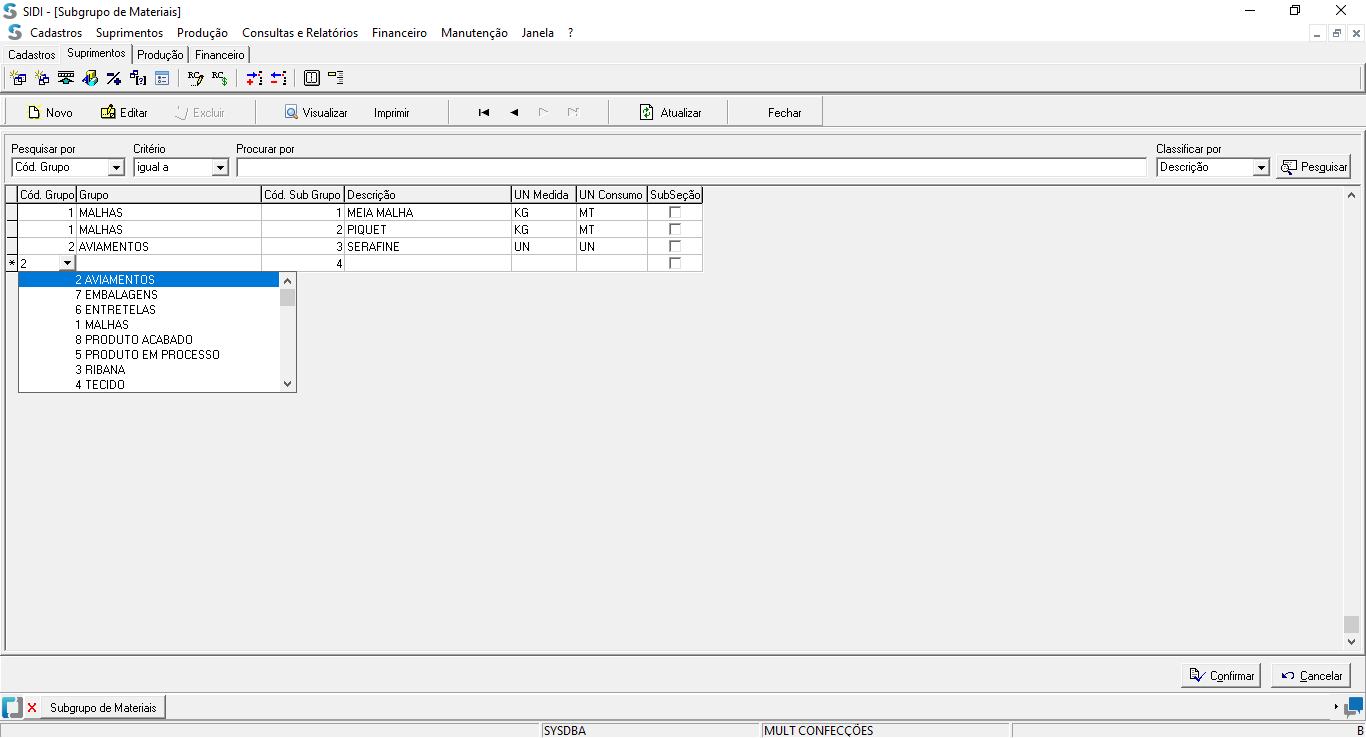 SIDI - [Subgrupo de Materiais]
Cadastros Suprimentos Produção Consultas e Relatórios Financeiro Manutenção Janela ?
Cadastros Suprimentos Produção Financeiro
Novo Editar Excluir Visualizar Imprimir Atualizar Fechar
Pesquisar por Critério Procurar por Classificar por
Cód. Grupo igual a Descrição Pesquisar
Cód. Grupo Grupo Cód. Sub Grupo Descrição UN Medida UN Consumo SubSeção
1 MALHAS 1 MEIA MALHA KG MT
1 MALHAS 2 PIQUET KG MT
2 AVIAMENTOS 3 SERAFINE UN UN
* 2 4
2 AVIAMENTOS
7 EMBALAGENS
6 ENTRETELAS
1 MALHAS
8 PRODUTO ACABADO
5 PRODUTO EM PROCESSO
3 RIBANA
4 TECIDO
Confirmar Cancelar
Subgrupo de Materiais
SYSDBA MULT CONFECÇÕES B